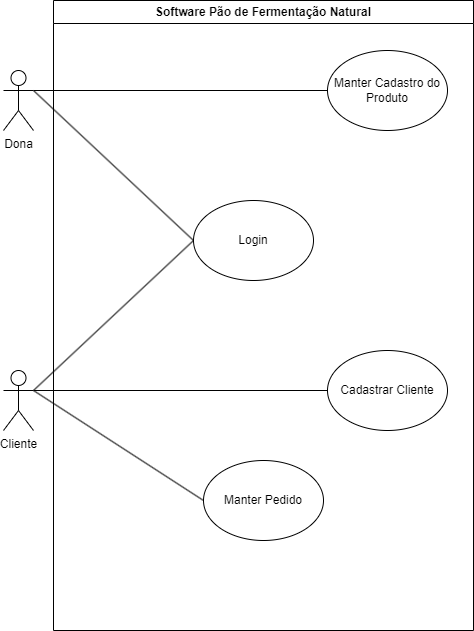 Software Pão de Fermentação Natural
Manter Cadastro do
Produto
Dona
Login
Cadastrar Cliente
Cliente
Manter Pedido